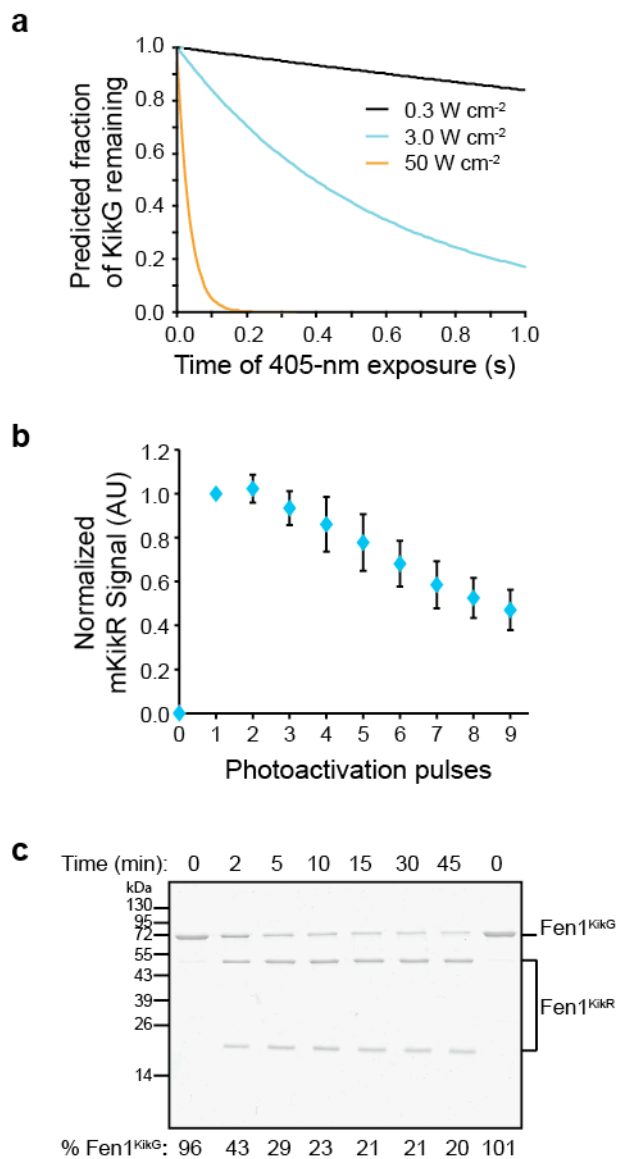 a
Predicted fraction
of KikG remaining
1.0
0.8
0.6
0.4
0.2
0.0
0.3 W cm-2
3.0 W cm-2
50 W cm-2
0.0 0.2 0.4 0.6 0.8 1.0
Time of 405-nm exposure (s)
b
Normalized
mKikR Signal (AU)
1.2
1.0
0.8
0.6
0.4
0.2
0.0
0 1 2 3 4 5 6 7 8 9
Photoactivation pulses
c
Time (min): 0 2 5 10 15 30 45 0
kDa
130
95
72
55
43
39
26
14
Fen1KikG
Fen1KikR
% Fen1KikG: 96 43 29 23 21 21 20 101